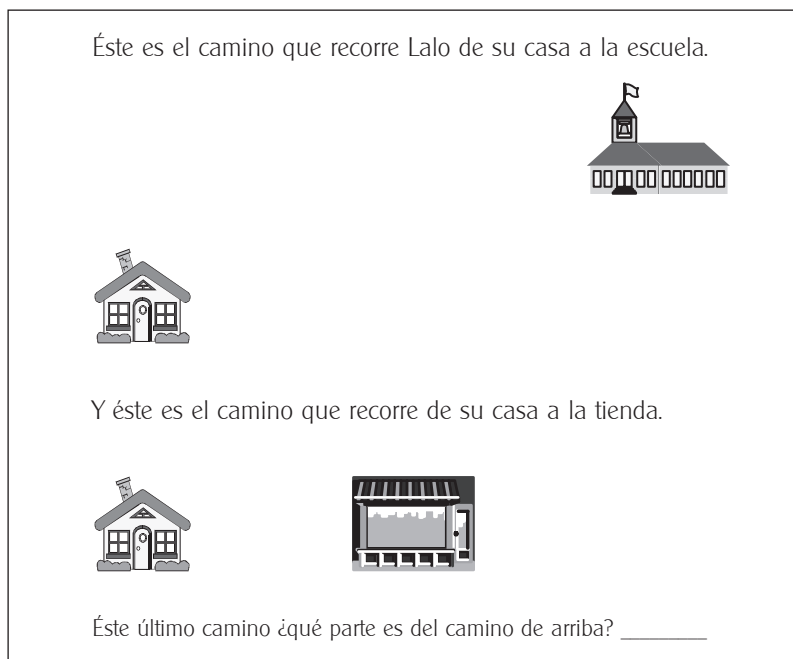 Éste es el camino que recorre Lalo de su casa a la escuela.
Y éste es el camino que recorre de su casa a la tienda.
Éste último camino ¿qué parte es del camino de arriba? ________